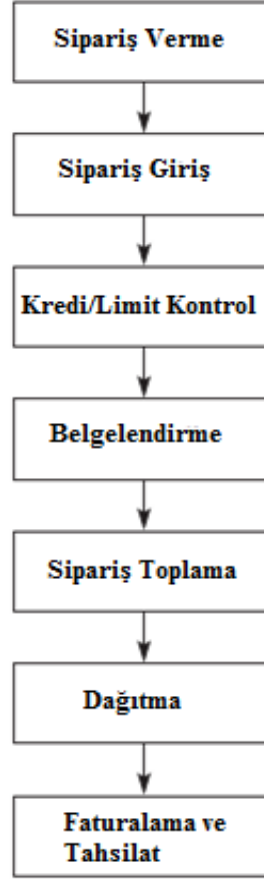 Sipariş Verme
Sipariş Giriş
Kredi/Limit Kontrol
Belgelendirme
Sipariş Toplama
Dağıtma
Faturalama ve
Tahsilat